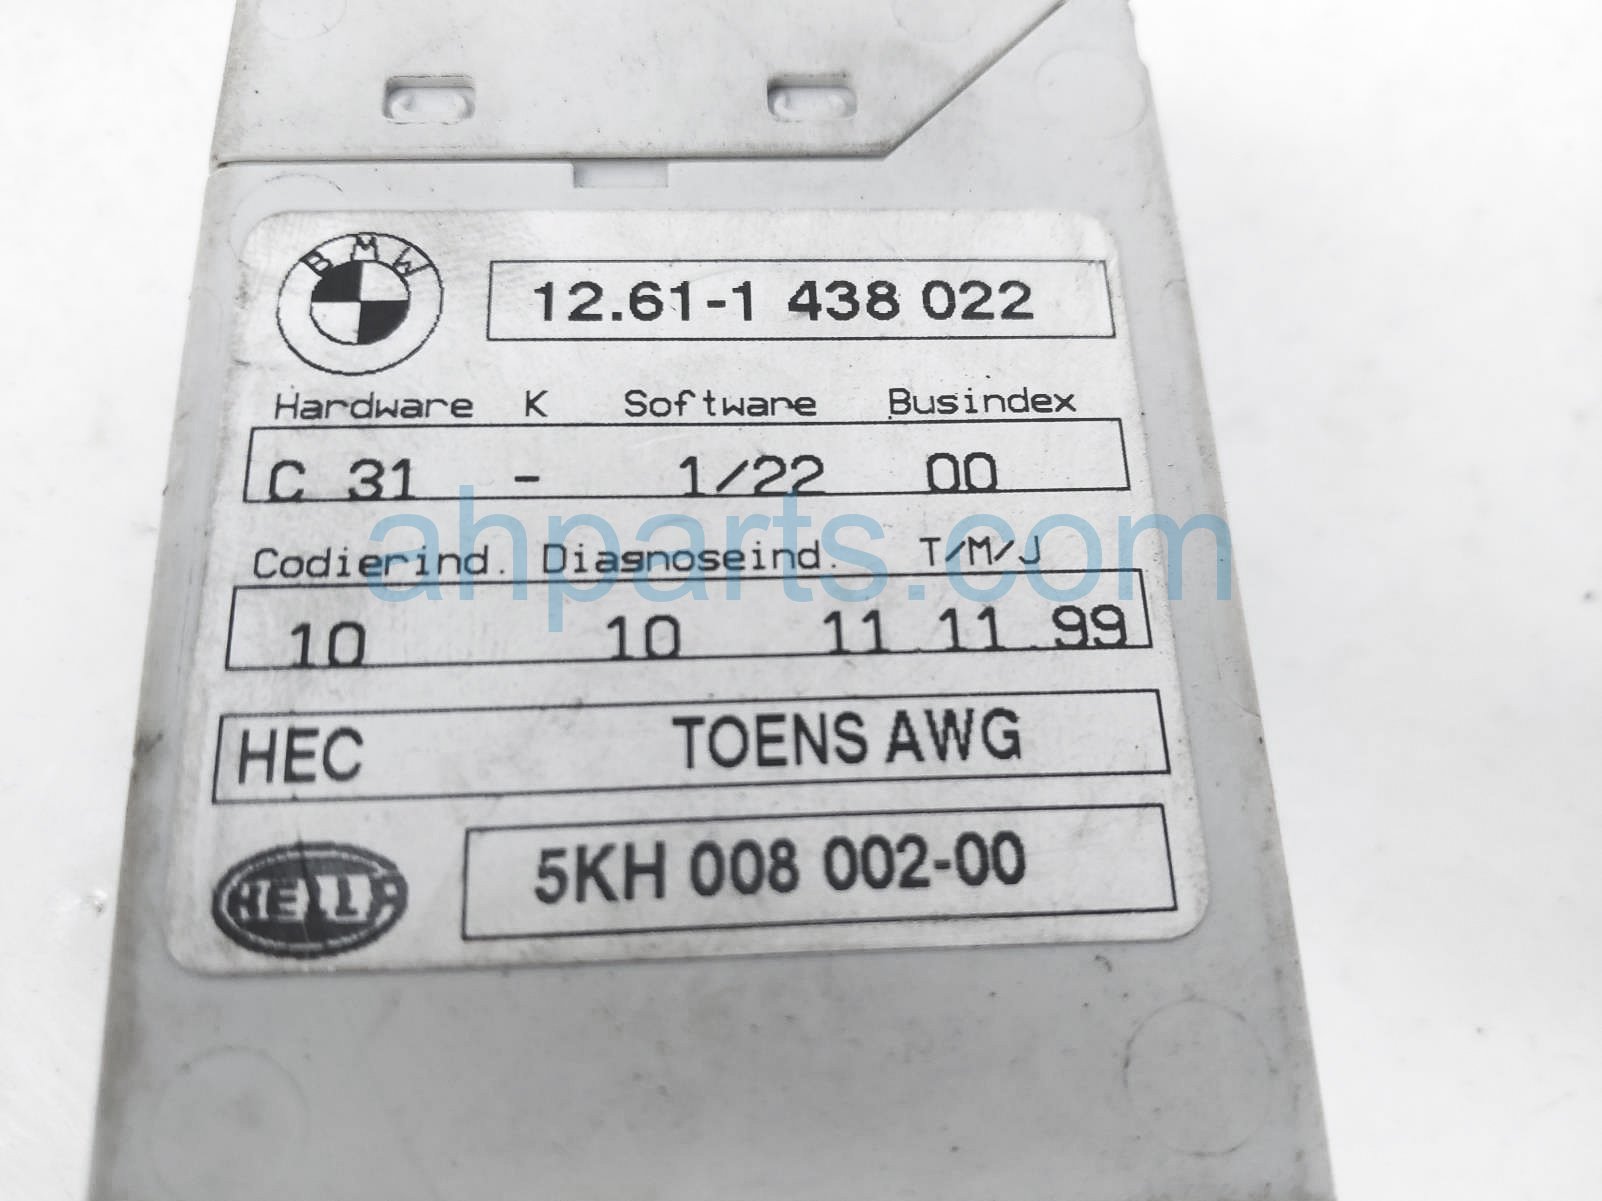 BMW
12.61-1 438 022
Hardware K Software Busindex
C 31 - 1/22 00
Codierind. Diagnoseind. T/M/J
10 10 11.11.99
HEC TOENS AWG
HELLA
5KH 008 002-00
ahparts.com